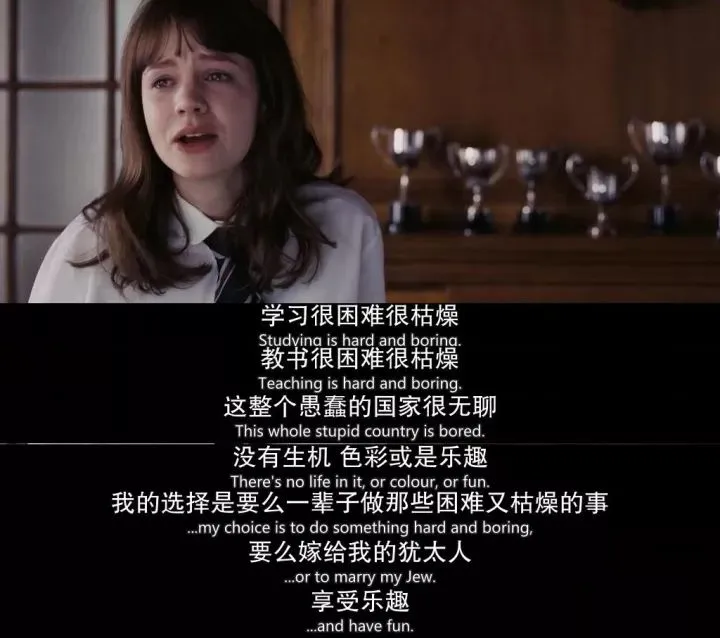 学习很困难很枯燥
Studying is hard and boring.
教书很困难很枯燥
Teaching is hard and boring.
这整个愚蠢的国家很无聊
This whole stupid country is bored.
没有生机 色彩或是乐趣
There's no life in it, or colour, or fun.
我的选择是要么一辈子做那些困难又枯燥的事
...my choice is to do something hard and boring,
要么嫁给我的犹太人
...or to marry my Jew.
享受乐趣
...and have fun.